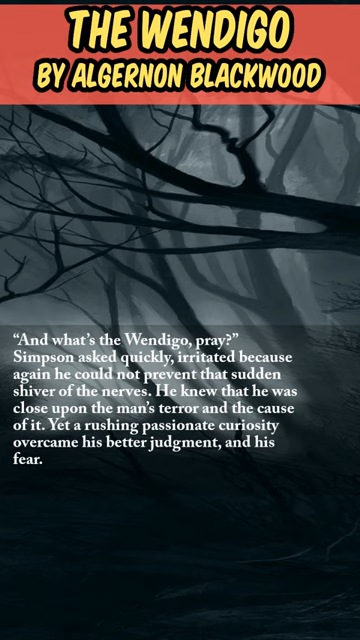 THE WENDIGO
BY ALGERNON BLACKWOOD
“And what’s the Wendigo, pray?”
Simpson asked quickly, irritated because
again he could not prevent that sudden
shiver of the nerves. He knew that he was
close upon the man’s terror and the cause
of it. Yet a rushing passionate curiosity
overcame his better judgment, and his
fear.